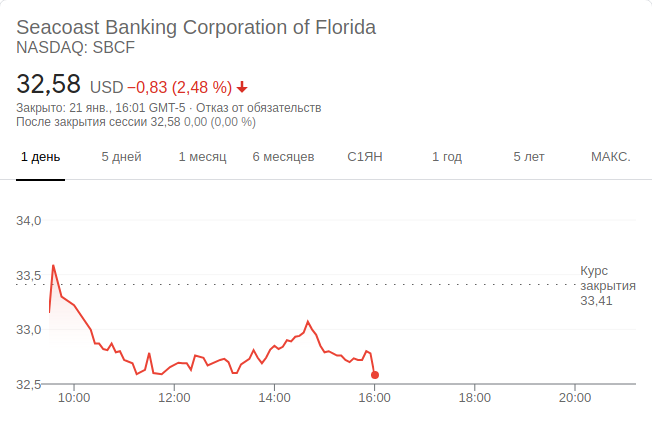 Seacoast Banking Corporation of Florida
NASDAQ: SBCF
32,58 USD −0,83 (2,48 %)
Закрыто: 21 янв., 16:01 GMT-5 · Отказ от обязательств
После закрытия сессии 32,58 0,00 (0,00 %)
1 день 5 дней 1 месяц 6 месяцев С1ЯН 1 год 5 лет МАКС.
34,0
33,5
33,0
32,5
Курс
закрытия
33,41
10:00 12:00 14:00 16:00 18:00 20:00